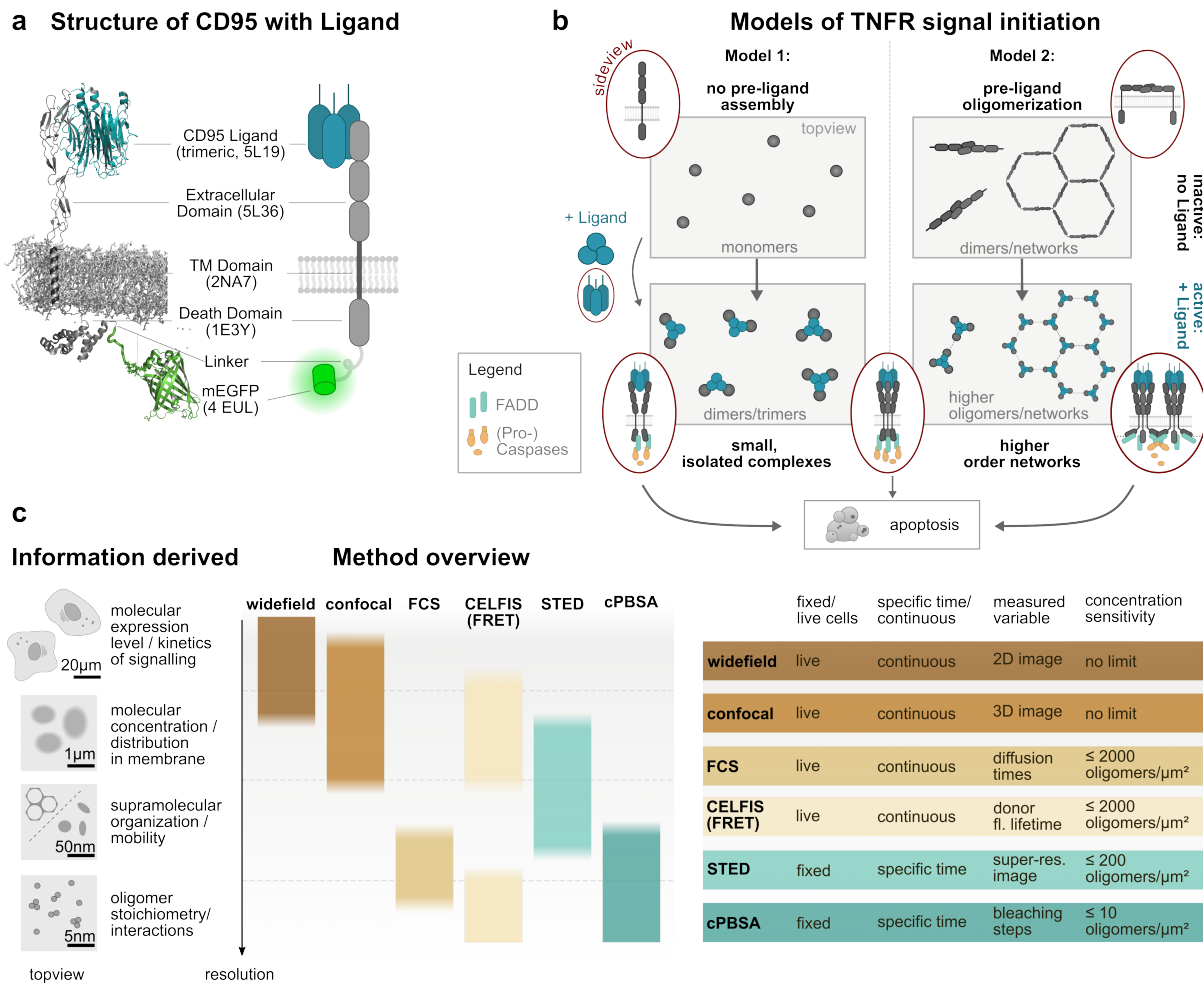 a Structure of CD95 with Ligand
CD95 Ligand
(trimeric, 5L19)
Extracellular
Domain (5L36)
TM Domain
(2NA7)
Death Domain
(1E3Y)
Linker
mEGFP
(4 EUL)
b Models of TNFR signal initiation
sideview
Model 1:
no pre-ligand
assembly
topview
monomers
+ Ligand
dimers/trimers
small,
isolated complexes
Model 2:
pre-ligand
oligomerization
dimers/networks
higher
oligomers/networks
higher
order networks
inactive:
no Ligand
active:
+ Ligand
Legend
FADD
(Pro-)
Caspases
apoptosis
c
Information derived
Method overview
molecular
expression
level / kinetics
of signalling
20µm
molecular
concentration /
distribution
in membrane
1µm
supramolecular
organization /
mobility
50nm
oligomer
stoichiometry/
interactions
5nm
topview
resolution
widefield confocal FCS CELFIS
(FRET) STED cPBSA
fixed/
live cells
specific time/
continuous
measured
variable
concentration
sensitivity
widefield live continuous 2D image no limit
confocal live continuous 3D image no limit
FCS live continuous diffusion
times
≤ 2000
oligomers/µm²
CELFIS
(FRET) live continuous donor
fl. lifetime
≤ 2000
oligomers/µm²
STED fixed specific time super-res.
image
≤ 200
oligomers/µm²
cPBSA fixed specific time bleaching
steps
≤ 10
oligomers/µm²